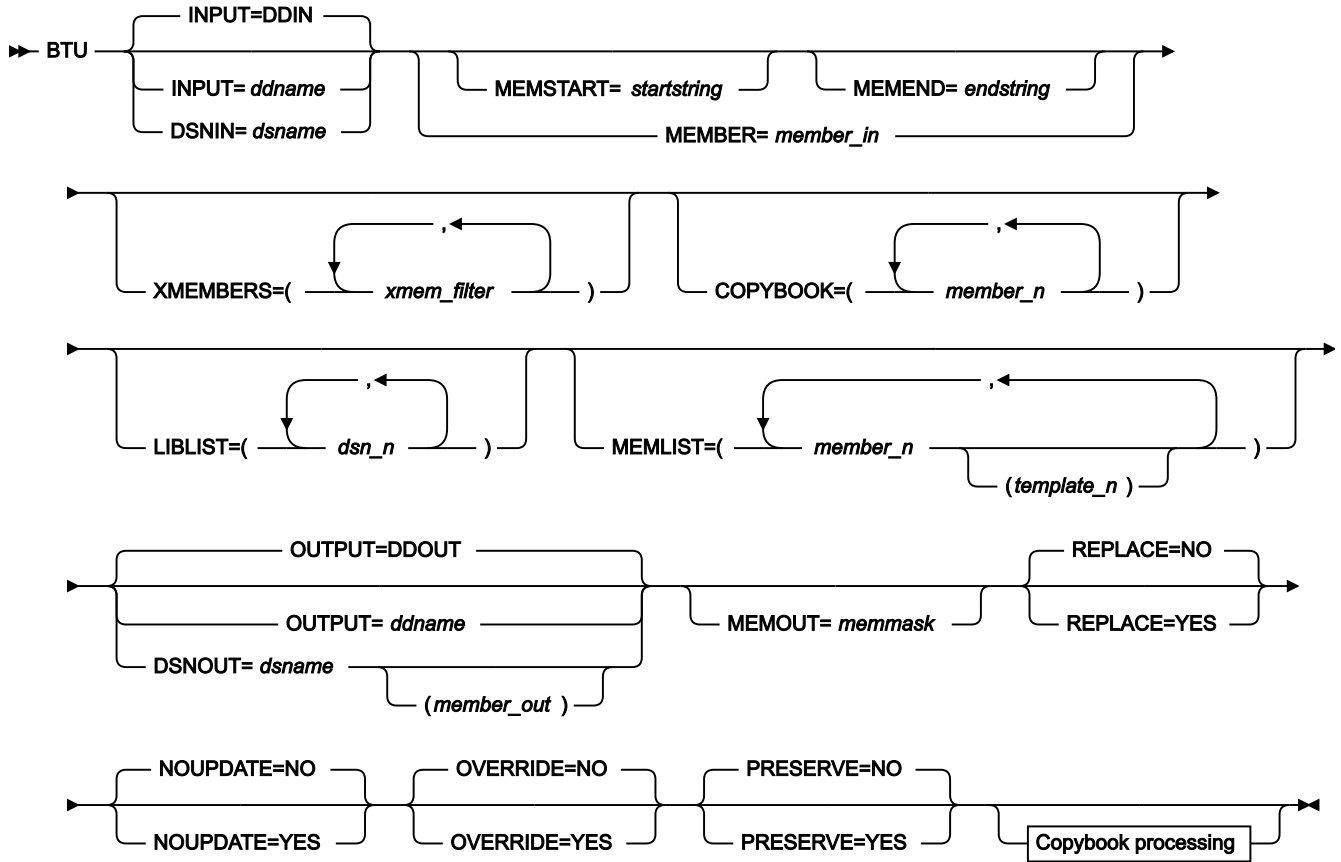 INPUT=DDIN
BTU
INPUT= ddname
DSNIN= dsname
MEMSTART= startstring
MEMEND= endstring
MEMBER= member_in
,
XMEMBERS=( xmem_filter )
,
COPYBOOK=( member_n )
,
LIBLIST=( dsn_n )
,
MEMLIST=( member_n (template_n ) )
OUTPUT=DDOUT
OUTPUT= ddname
DSNOUT= dsname (member_out )
MEMOUT= memmask
REPLACE=NO
REPLACE=YES
NOUPDATE=NO
NOUPDATE=YES
OVERRIDE=NO
OVERRIDE=YES
PRESERVE=NO
PRESERVE=YES
Copybook processing